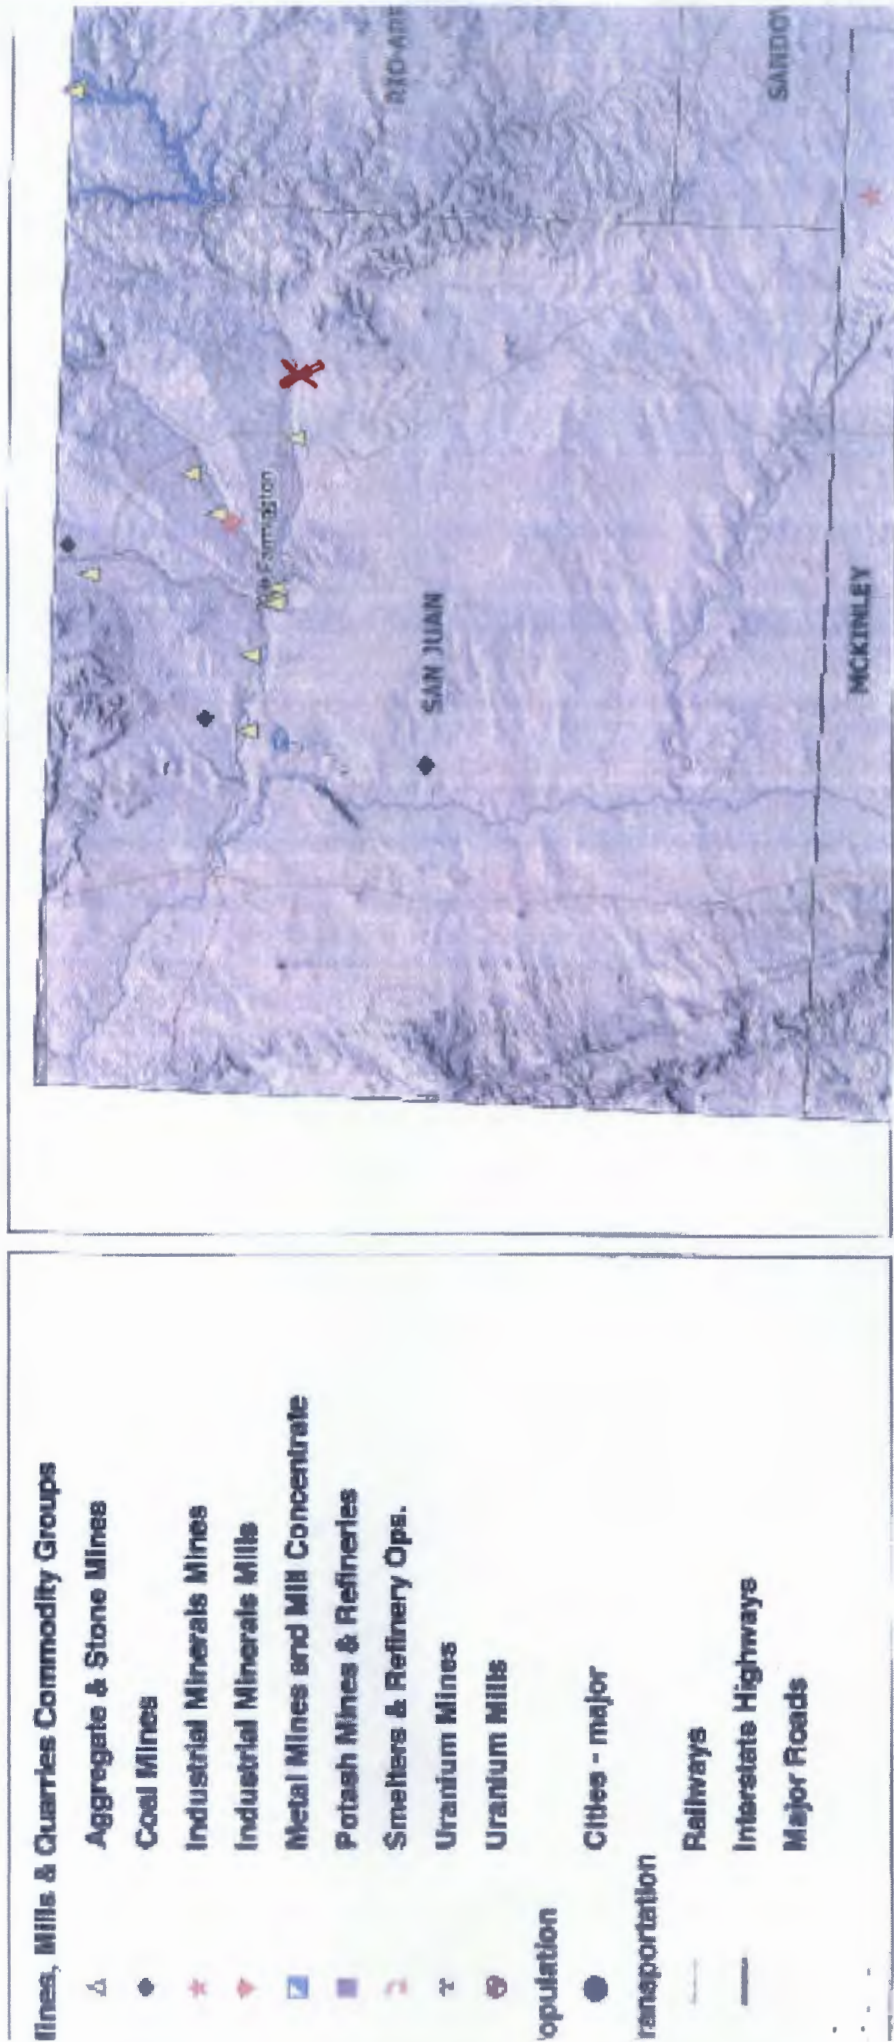 lines, Mills & Quarries Commodity Groups
Aggregate & Stone Mines
Coal Mines
Industrial Minerals Mines
Industrial Minerals Mills
Metal Mines and Mill Concentrate
Potash Mines & Refineries
Smelters & Refinery Ops.
Uranium Mines
Uranium Mills
opulation
Cities - major
ransportation
Railways
Interstate Highways
Major Roads
Farmington
SAN JUAN
MCKINLEY
SANDOV